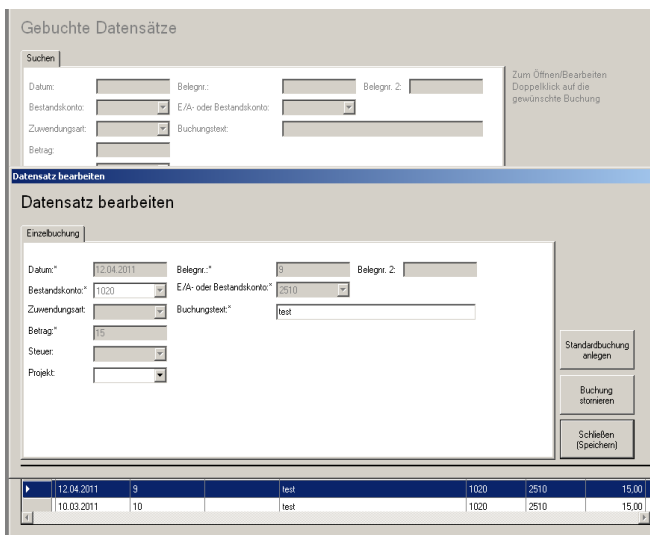 Gebuchte Datensätze
Suchen
Zum Öffnen/Bearbeiten
Doppelklick auf die
gewünschte Buchung
Datum: Belegnr.: Belegnr. 2:
Bestandskonto: E/A- oder Bestandskonto:
Zuwendungsart: Buchungstext:
Betrag:
Datensatz bearbeiten
Datensatz bearbeiten
Einzelbuchung
Datum:* 12.04.2011 Belegnr.:* 9 Belegnr. 2:
Bestandskonto:* 1020 E/A- oder Bestandskonto:* 2510
Zuwendungsart: Buchungstext:* test
Betrag:* 15
Steuer:
Projekt:
Standardbuchung
anlegen
Buchung
stornieren
Schließen
(Speichern)
12.04.2011 9 test 1020 2510 15,00
10.03.2011 10 test 1020 2510 15,00